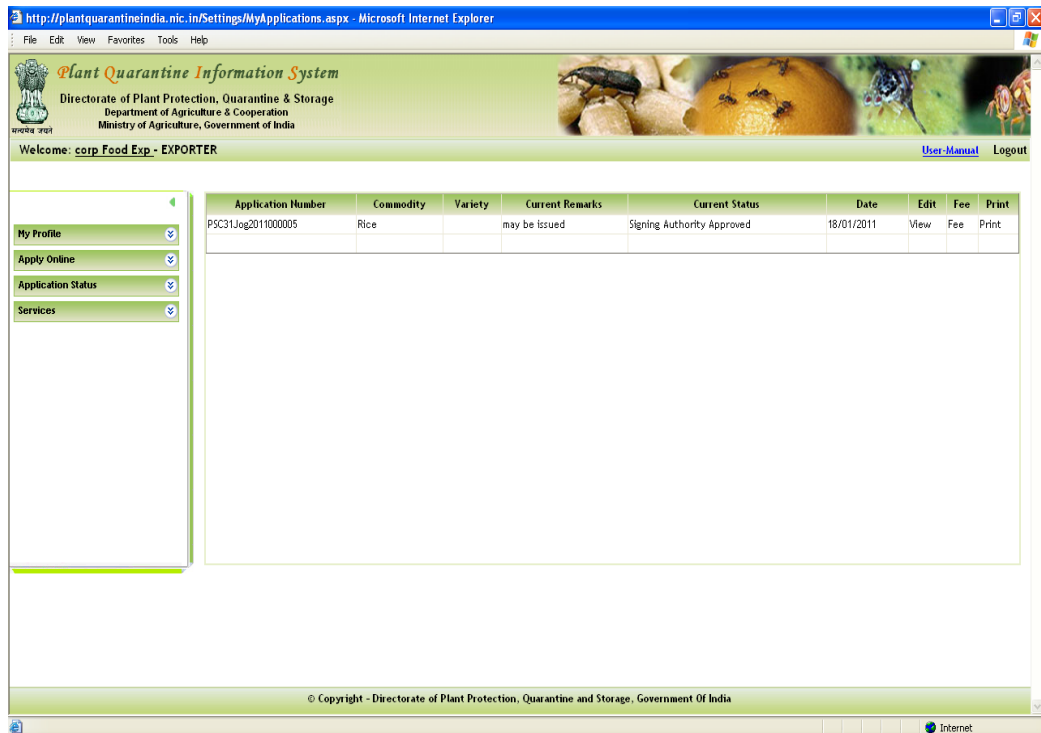 http://plantquarantineindia.nic.in/Settings/MyApplications.aspx - Microsoft Internet Explorer
File Edit View Favorites Tools Help
Plant Quarantine Information System
Directorate of Plant Protection, Quarantine & Storage
Department of Agriculture & Cooperation
Ministry of Agriculture, Government of India
सत्यमेव जयते
Welcome: corp Food Exp - EXPORTER User-Manual Logout
My Profile
Apply Online
Application Status
Services
Application Number Commodity Variety Current Remarks Current Status Date Edit Fee Print
PSC31Jog2011000005 Rice may be issued Signing Authority Approved 18/01/2011 View Fee Print
© Copyright - Directorate of Plant Protection, Quarantine and Storage, Government Of India
Internet